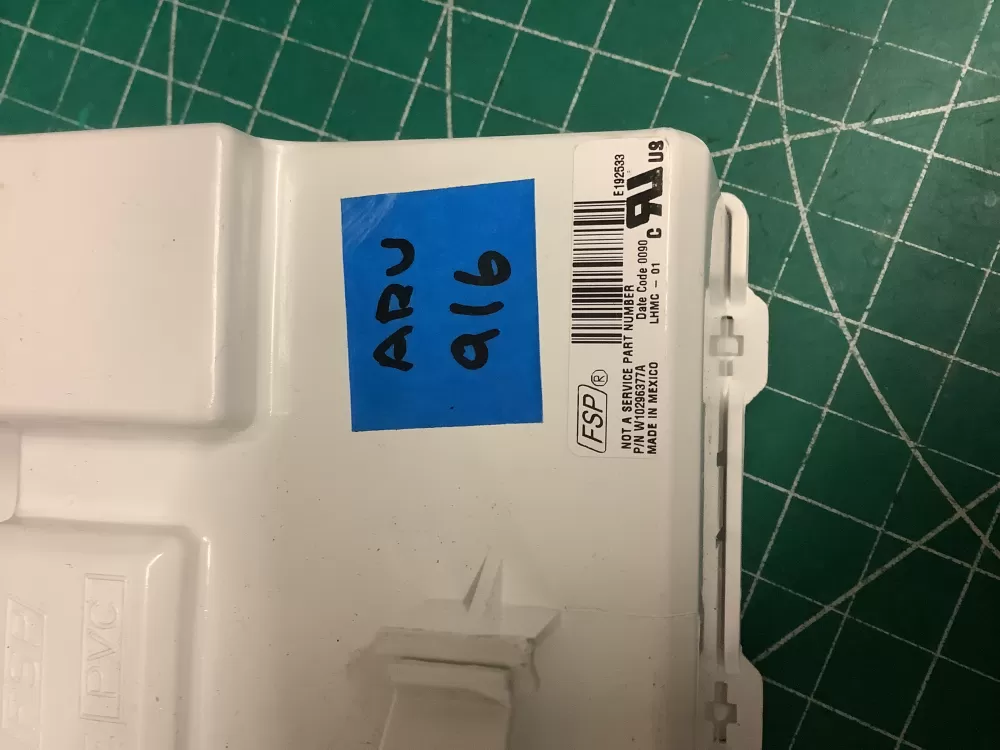 ARU
916
FSP®
NOT A SERVICE PART NUMBER
P/N W10296377A
MADE IN MEXICO
Date Code 0090
LHMC - 01
E192533
C US
PVC